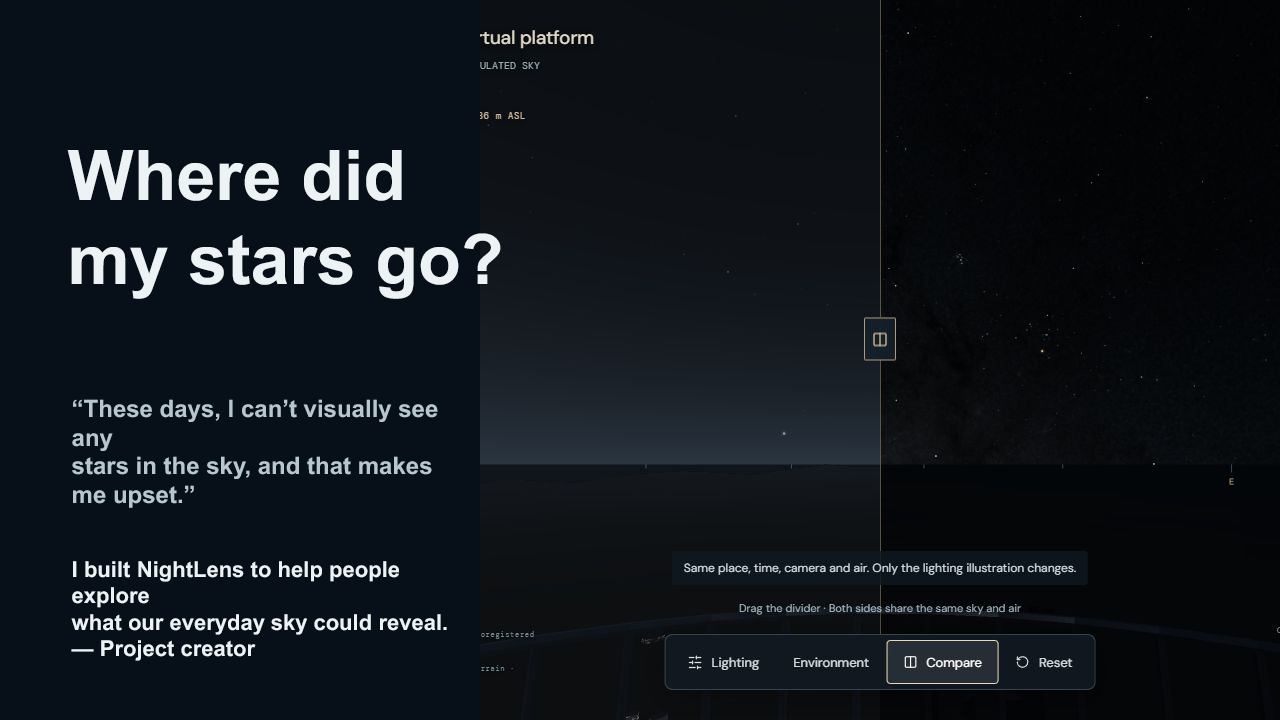 Where did
my stars go?
“These days, I can’t visually see
any
stars in the sky, and that makes
me upset.”
I built NightLens to help people
explore
what our everyday sky could reveal.
— Project creator
rtual platform
ULATED SKY
36 m ASL
E
Same place, time, camera and air. Only the lighting illustration changes.
Drag the divider · Both sides share the same sky and air
oregistered
rrain ·
Lighting
Environment
Compare
Reset